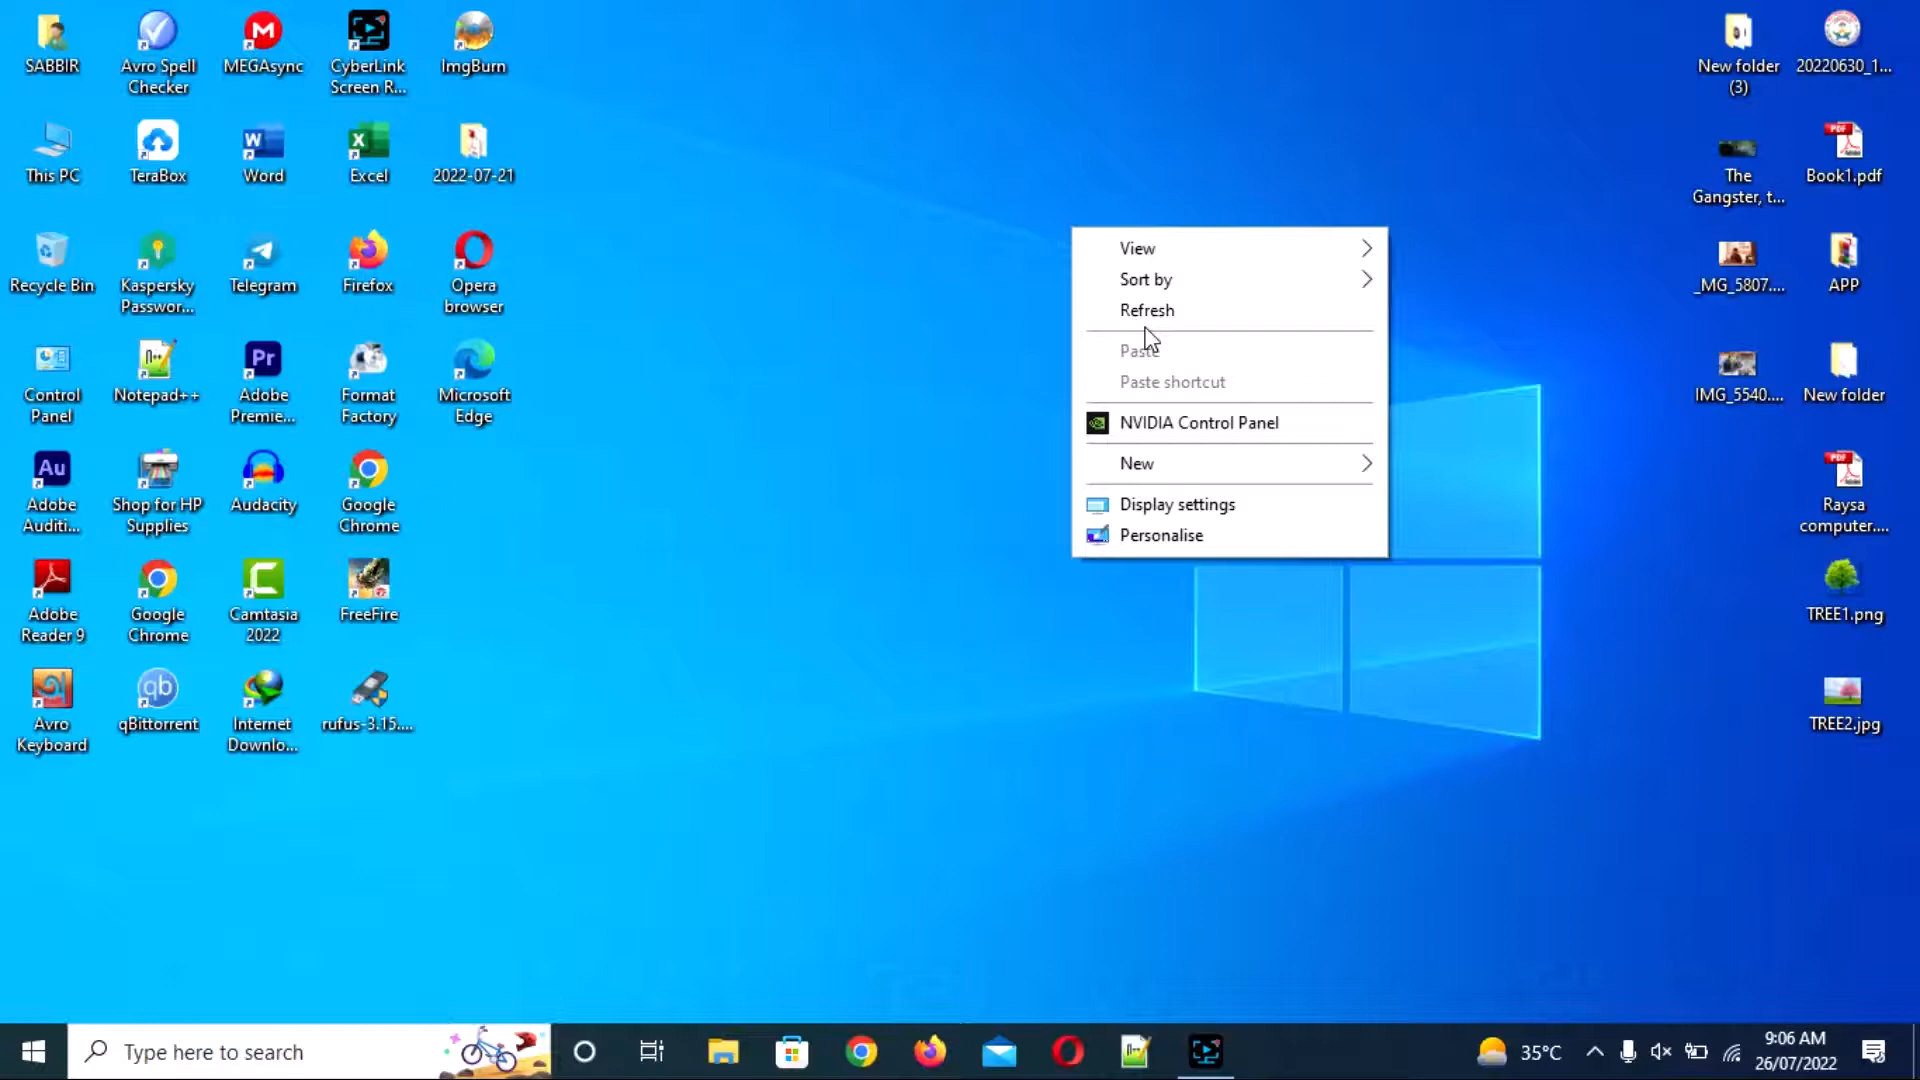 SABBIR
Avro Spell
Checker
MEGAsync
CyberLink
Screen R...
ImgBurn
This PC
TeraBox
Word
Excel
2022-07-21
Recycle Bin
Kaspersky
Passwor...
Telegram
Firefox
Opera
browser
Control
Panel
Notepad++
Adobe
Premie...
Format
Factory
Microsoft
Edge
Adobe
Auditi...
Shop for HP
Supplies
Audacity
Google
Chrome
Adobe
Reader 9
Google
Chrome
Camtasia
2022
FreeFire
Avro
Keyboard
qBittorrent
Internet
Downlo...
rufus-3.15....
View
Sort by
Refresh
Paste
Paste shortcut
NVIDIA Control Panel
New
Display settings
Personalise
New folder
(3)
20220630_1...
The
Gangster, t...
Book1.pdf
_MG_5807....
APP
IMG_5540....
New folder
Raysa
computer....
TREE1.png
TREE2.jpg
Type here to search
35°C
9:06 AM
26/07/2022